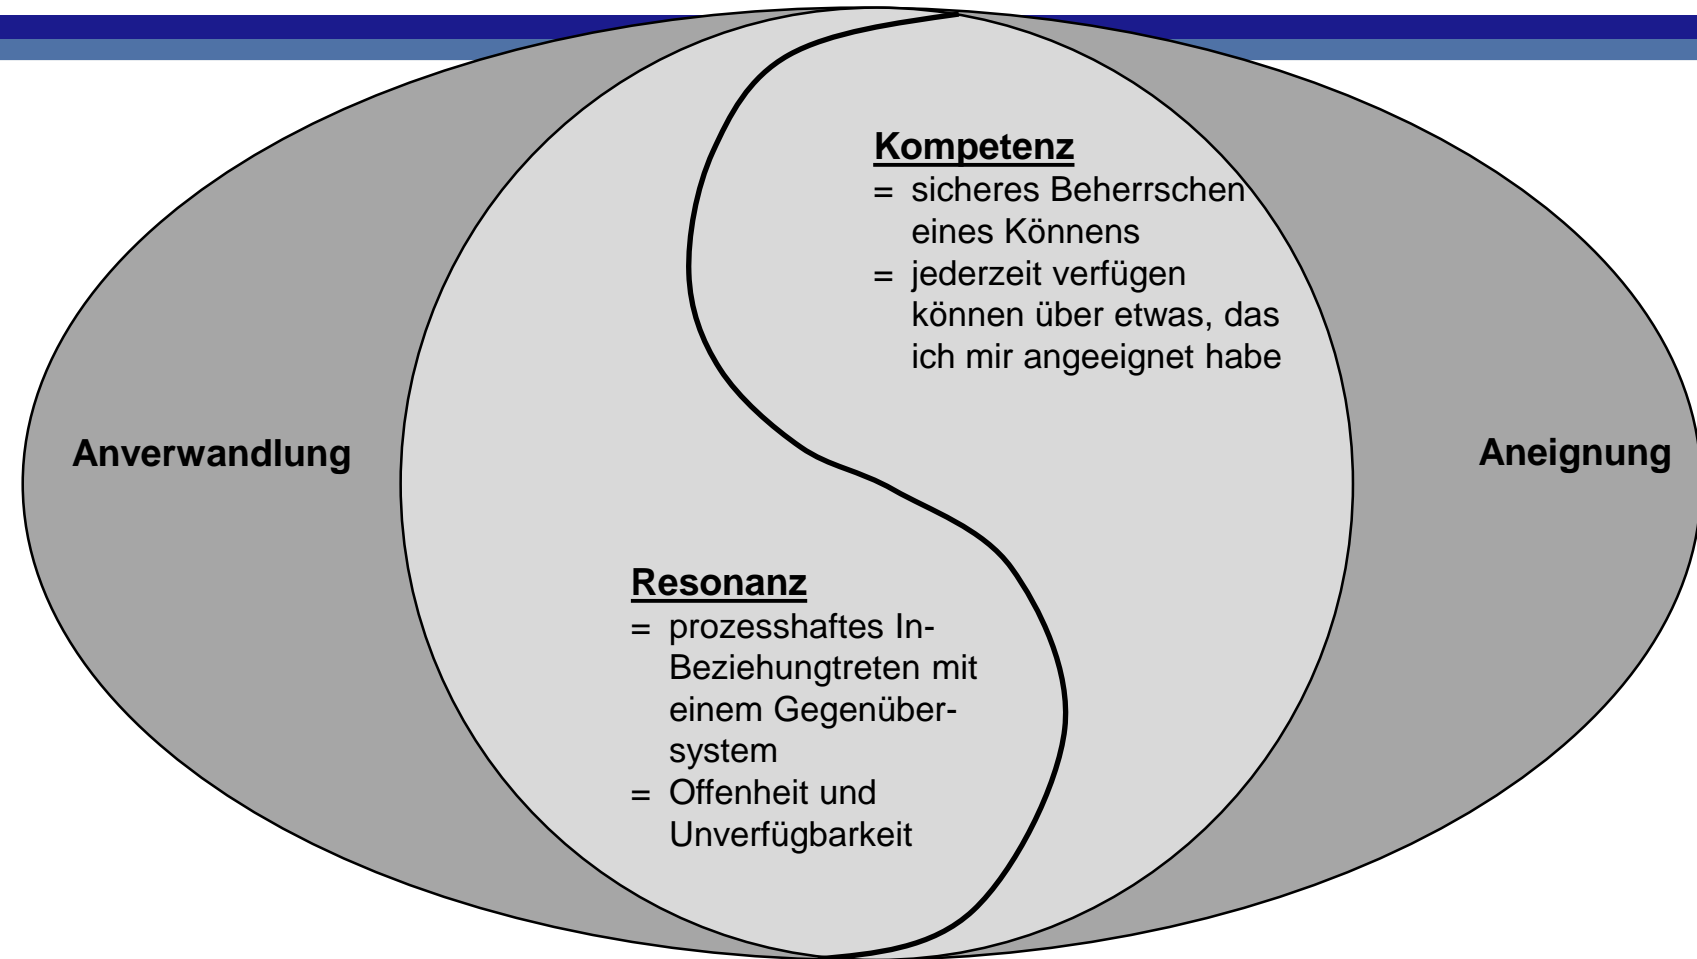 Kompetenz
= sicheres Beherrschen
eines Könnens
= jederzeit verfügen
können über etwas, das
ich mir angeeignet habe
Anverwandlung
Aneignung
Resonanz
= prozesshaftes In-
Beziehungtreten mit
einem Gegenüber-
system
= Offenheit und
Unverfügbarkeit